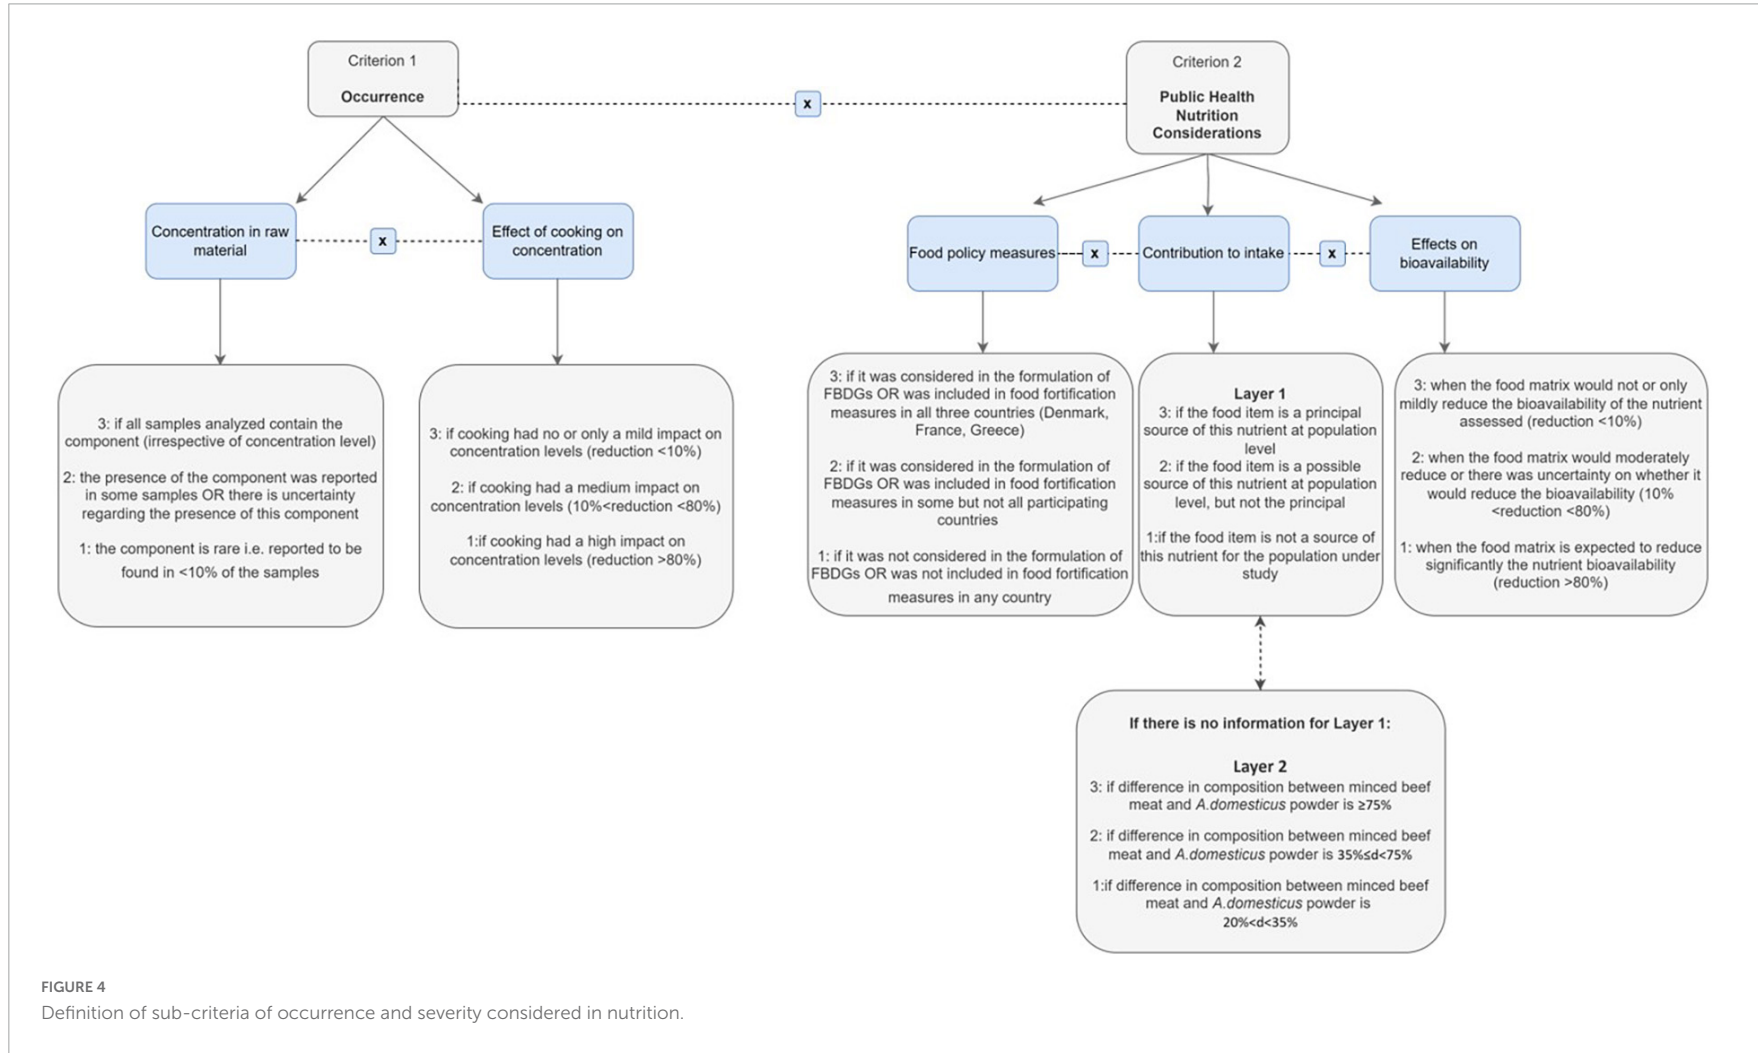 Criterion 1
Occurrence
x
Criterion 2
Public Health
Nutrition
Considerations
Concentration in raw
material
x
Effect of cooking on
concentration
Food policy measures
x
Contribution to intake
x
Effects on
bioavailability
3: if all samples analyzed contain the
component (irrespective of concentration level)
2: the presence of the component was reported
in some samples OR there is uncertainty
regarding the presence of this component
1: the component is rare i.e. reported to be
found in <10% of the samples
3: if cooking had no or only a mild impact on
concentration levels (reduction <10%)
2: if cooking had a medium impact on
concentration levels (10%<reduction <80%)
1:if cooking had a high impact on
concentration levels (reduction >80%)
3: if it was considered in the formulation of
FBDGs OR was included in food fortification
measures in all three countries (Denmark,
France, Greece)
2: if it was considered in the formulation of
FBDGs OR was included in food fortification
measures in some but not all participating
countries
1: if it was not considered in the formulation of
FBDGs OR was not included in food fortification
measures in any country
Layer 1
3: if the food item is a principal
source of this nutrient at population
level
2: if the food item is a possible
source of this nutrient at population
level, but not the principal
1:if the food item is not a source of
this nutrient for the population under
study
3: when the food matrix would not or only
mildly reduce the bioavailability of the nutrient
assessed (reduction <10%)
2: when the food matrix would moderately
reduce or there was uncertainty on whether it
would reduce the bioavailability (10%
<reduction <80%)
1: when the food matrix is expected to reduce
significantly the nutrient bioavailability
(reduction >80%)
If there is no information for Layer 1:
Layer 2
3: if difference in composition between minced beef
meat and A.domesticus powder is ≥75%
2: if difference in composition between minced beef
meat and A.domesticus powder is 35%≤d<75%
1:if difference in composition between minced beef
meat and A.domesticus powder is
20%<d<35%
FIGURE 4
Definition of sub-criteria of occurrence and severity considered in nutrition.